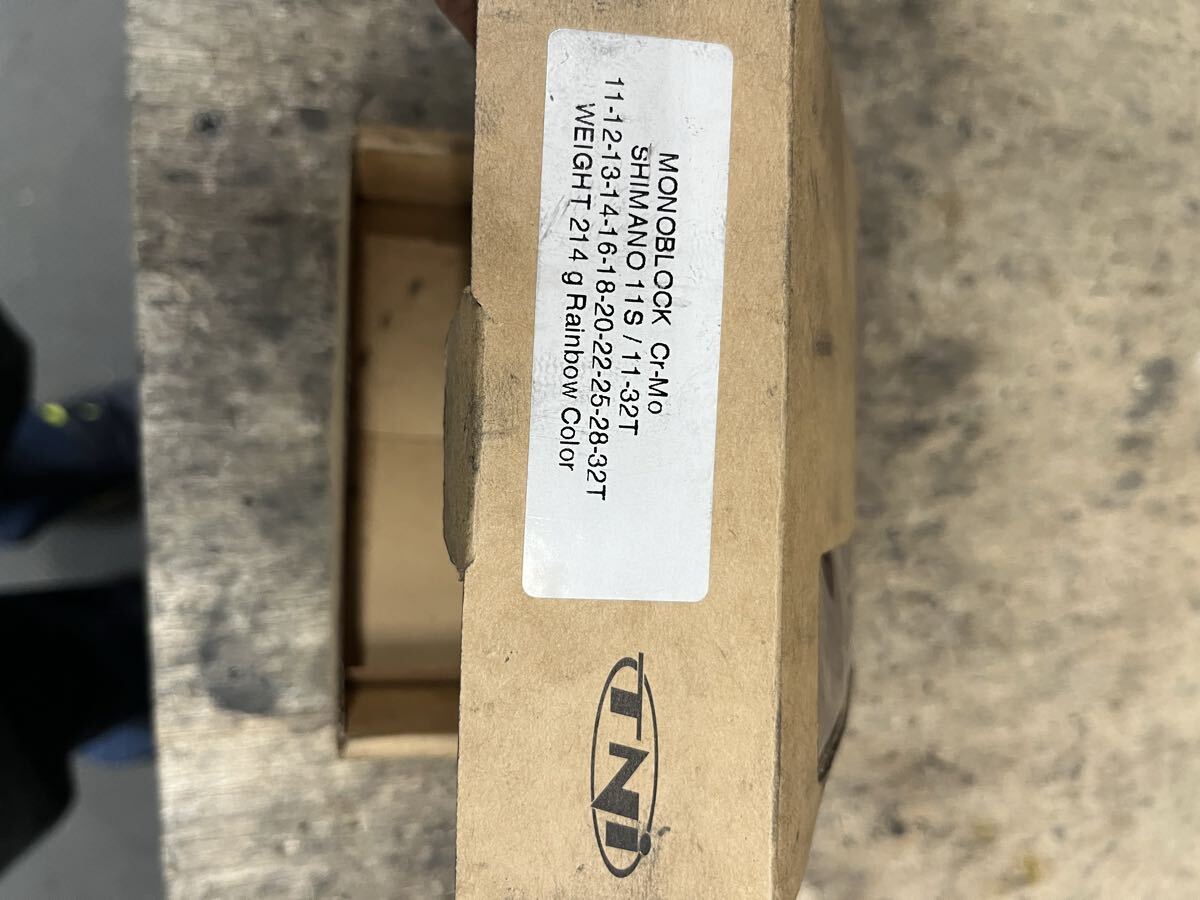 MONOBLOCK Cr-Mo
SHIMANO 11S / 11-32T
11-12-13-14-16-18-20-22-25-28-32T
WEIGHT 214 g Rainbow Color
TNi